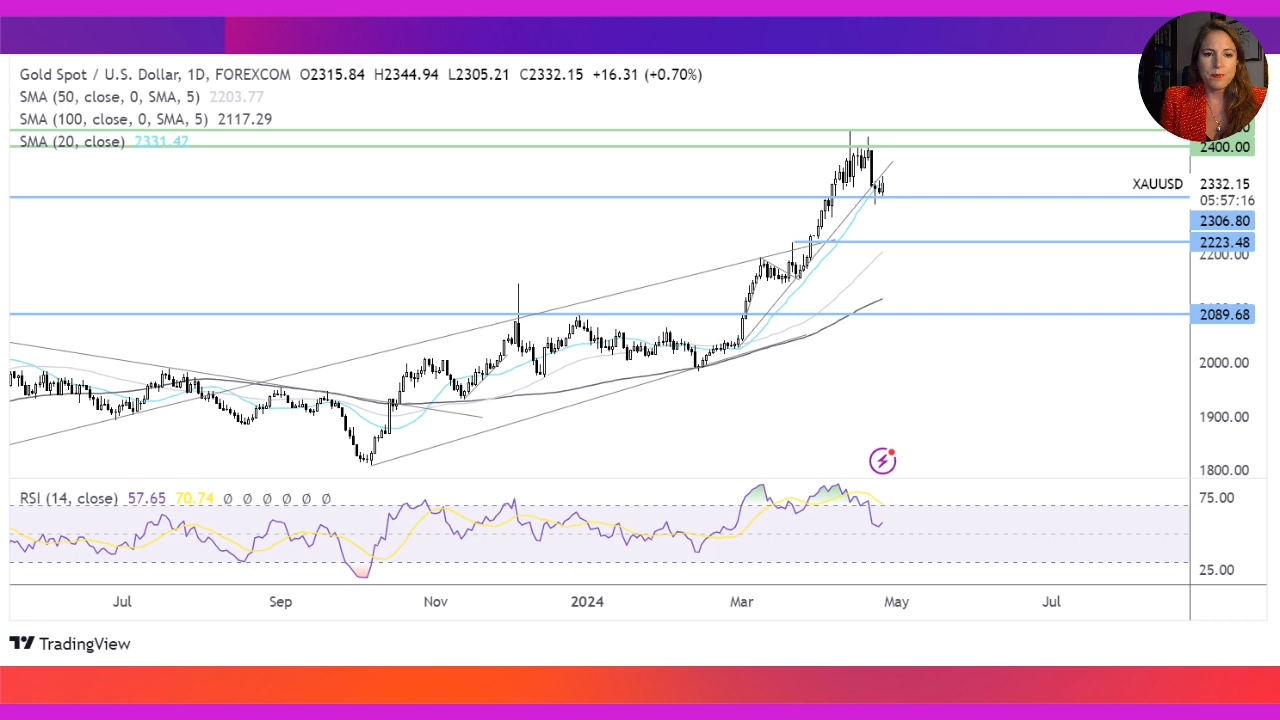 Gold Spot / U.S. Dollar, 1D, FOREXCOM O2315.84 H2344.94 L2305.21 C2332.15 +16.31 (+0.70%)
SMA (50, close, 0, SMA, 5) 2203.77
SMA (100, close, 0, SMA, 5) 2117.29
SMA (20, close) 2331.42
2400.00
XAUUSD 2332.15
05:57:16
2306.80
2223.48
2200.00
2089.68
2000.00
1900.00
1800.00
RSI (14, close) 57.65 70.74 ∅ ∅ ∅ ∅ ∅ ∅
75.00
25.00
Jul Sep Nov 2024 Mar May Jul
TradingView